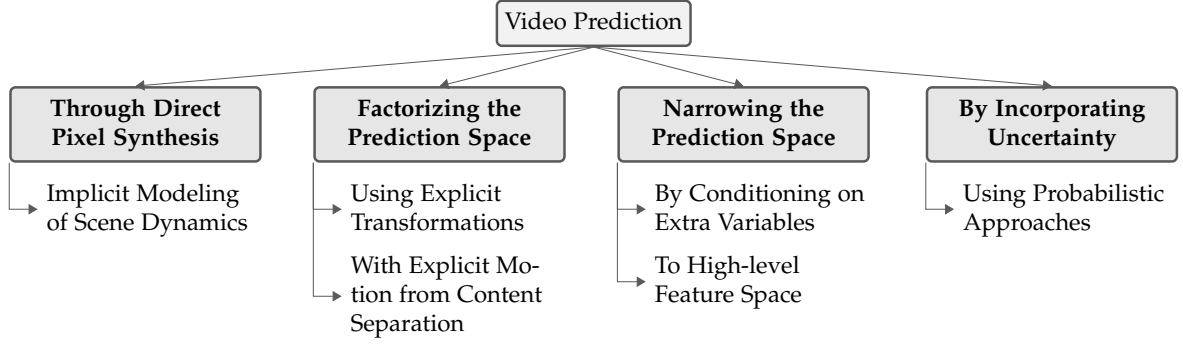 Video Prediction
Through Direct
Pixel Synthesis
Implicit Modeling
of Scene Dynamics
Factorizing the
Prediction Space
Using Explicit
Transformations
With Explicit Mo-
tion from Content
Separation
Narrowing the
Prediction Space
By Conditioning on
Extra Variables
To High-level
Feature Space
By Incorporating
Uncertainty
Using Probabilistic
Approaches